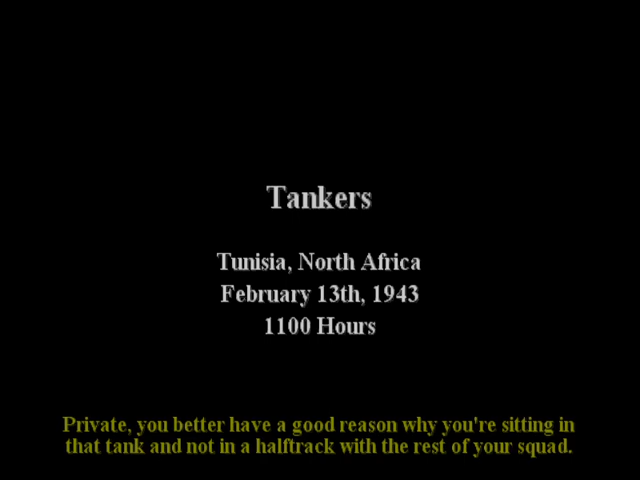 Tankers
Tunisia, North Africa
February 13th, 1943
1100 Hours
Private, you better have a good reason why you're sitting in
that tank and not in a halftrack with the rest of your squad.